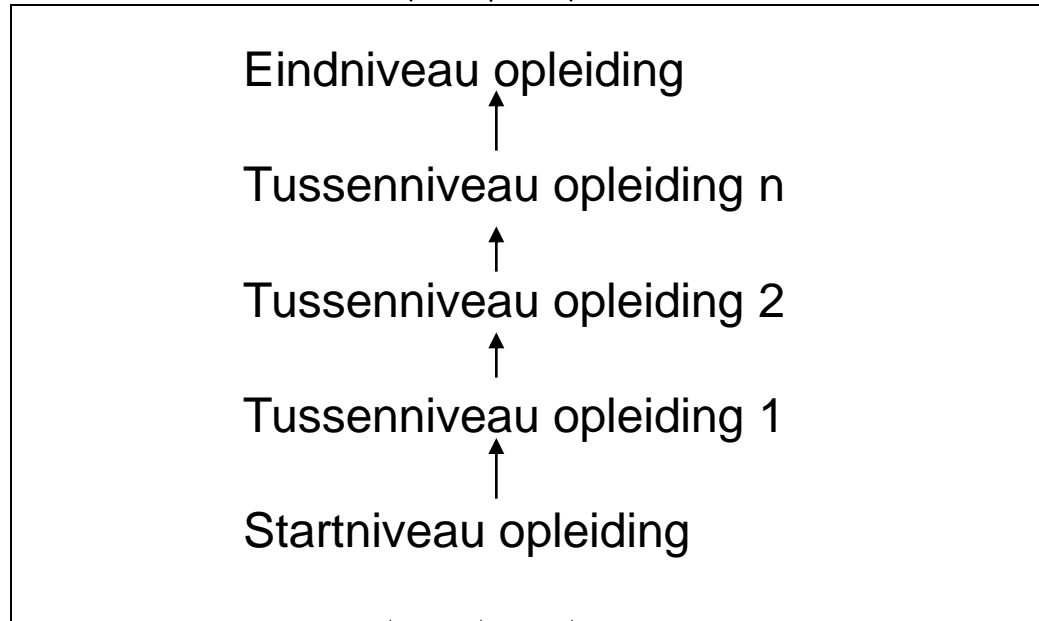 Eindniveau opleiding
Tussenniveau opleiding n
Tussenniveau opleiding 2
Tussenniveau opleiding 1
Startniveau opleiding